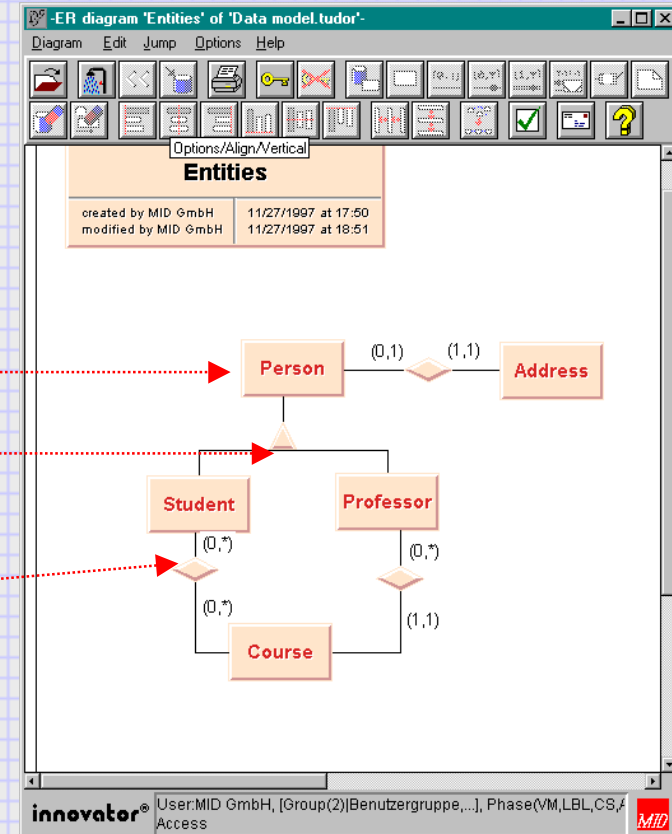 -ER diagram 'Entities' of 'Data model.tudor'-
Diagram Edit Jump Options Help
Options/Align/Vertical
Entities
created by MID GmbH 11/27/1997 at 17:50
modified by MID GmbH 11/27/1997 at 18:51
(0,1) (1,1)
Person Address
Student Professor
(0,*) (0,*)
(0,*) (1,1)
Course
innovator® User:MID GmbH, [Group(2)|Benutzergruppe,...], Phase(VM,LBL,CS,
Access
MID